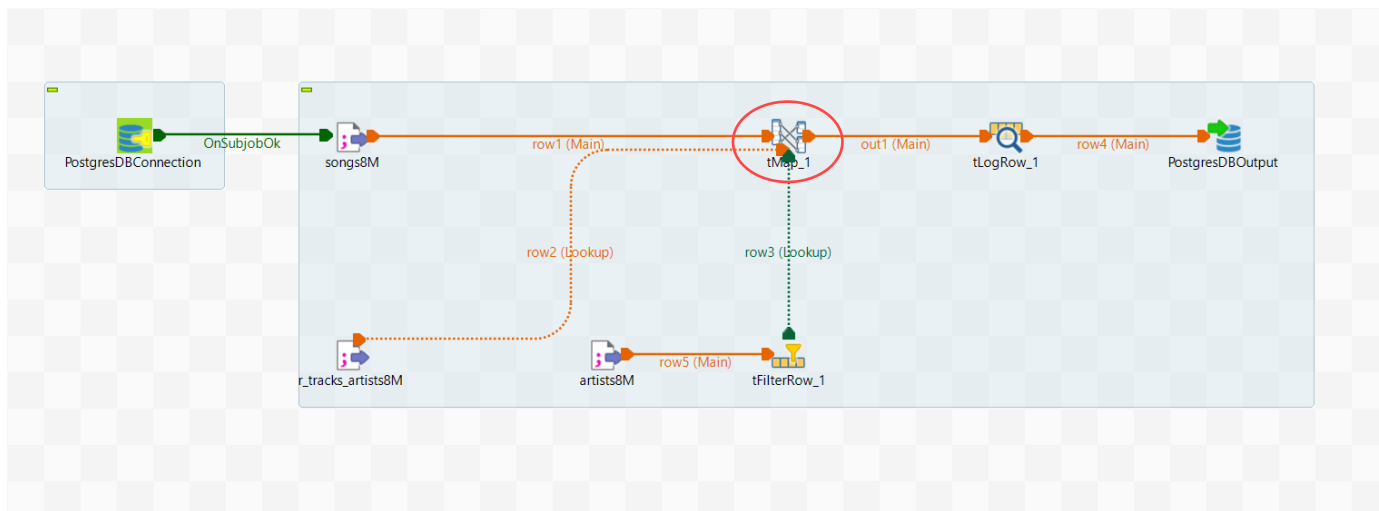 OnSubjobOk
PostgresDBConnection
songs8M
row1 (Main)
tMap_1
out1 (Main)
tLogRow_1
row4 (Main)
PostgresDBOutput
row2 (Lookup)
row3 (Lookup)
r_tracks_artists8M
artists8M
row5 (Main)
tFilterRow_1